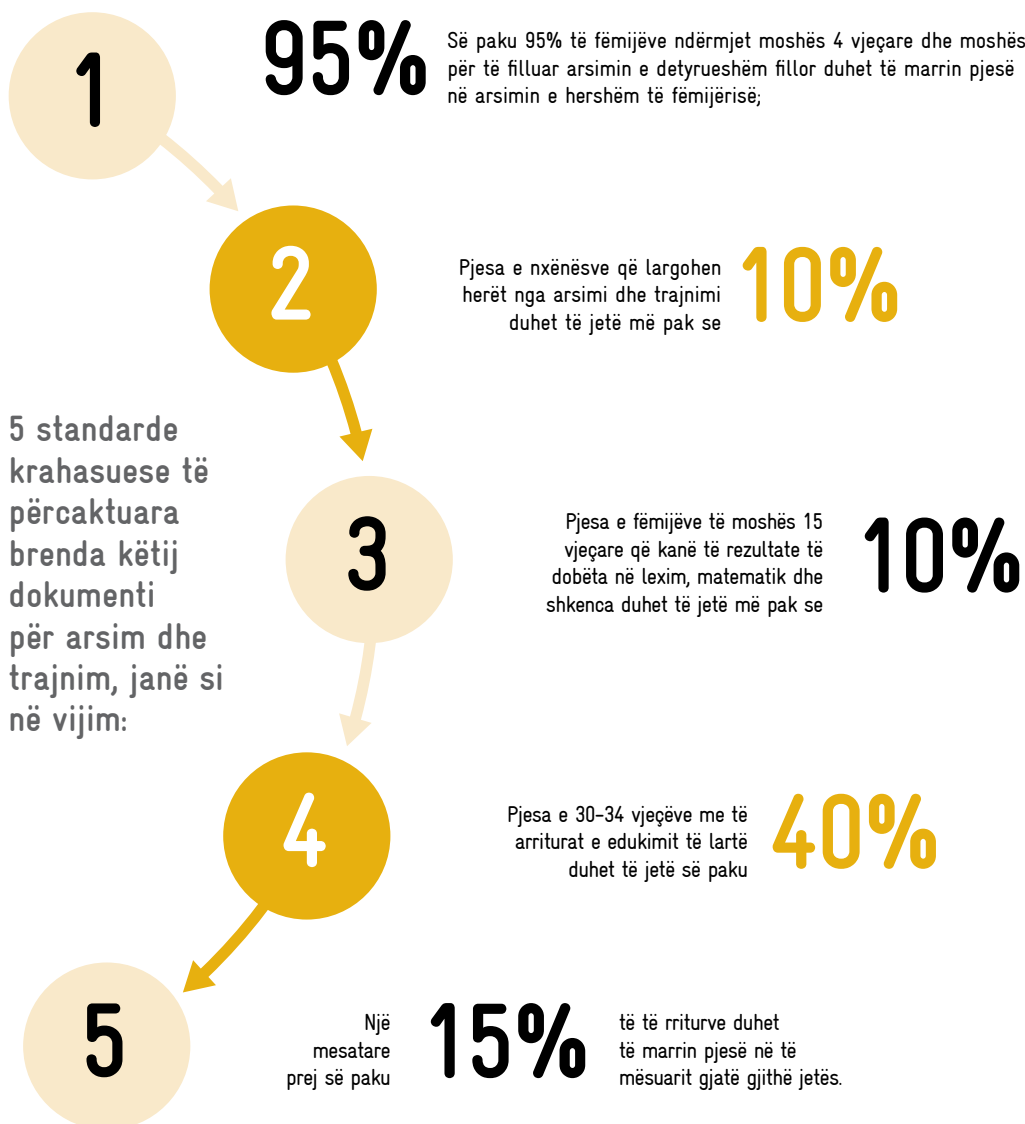 1
95%
Së paku 95% të fëmijëve ndërmjet moshës 4 vjeçare dhe moshës
për të filluar arsimin e detyrueshëm fillor duhet të marrin pjesë
në arsimin e hershëm të fëmijërisë;
2
Pjesa e nxënësve që largohen
herët nga arsimi dhe trajnimi
duhet të jetë më pak se
10%
5 standarde
krahasuese të
përcaktuara
brenda këtij
dokumenti
për arsim dhe
trajnim, janë si
në vijim:
3
Pjesa e fëmijëve të moshës 15
vjeçare që kanë të rezultate të
dobëta në lexim, matematik dhe
shkenca duhet të jetë më pak se
10%
4
Pjesa e 30-34 vjeçëve me të
arriturat e edukimit të lartë
duhet të jetë së paku
40%
5
Një
mesatare
prej së paku
15%
të të rriturve duhet
të marrin pjesë në të
mësuarit gjatë gjithë jetës.